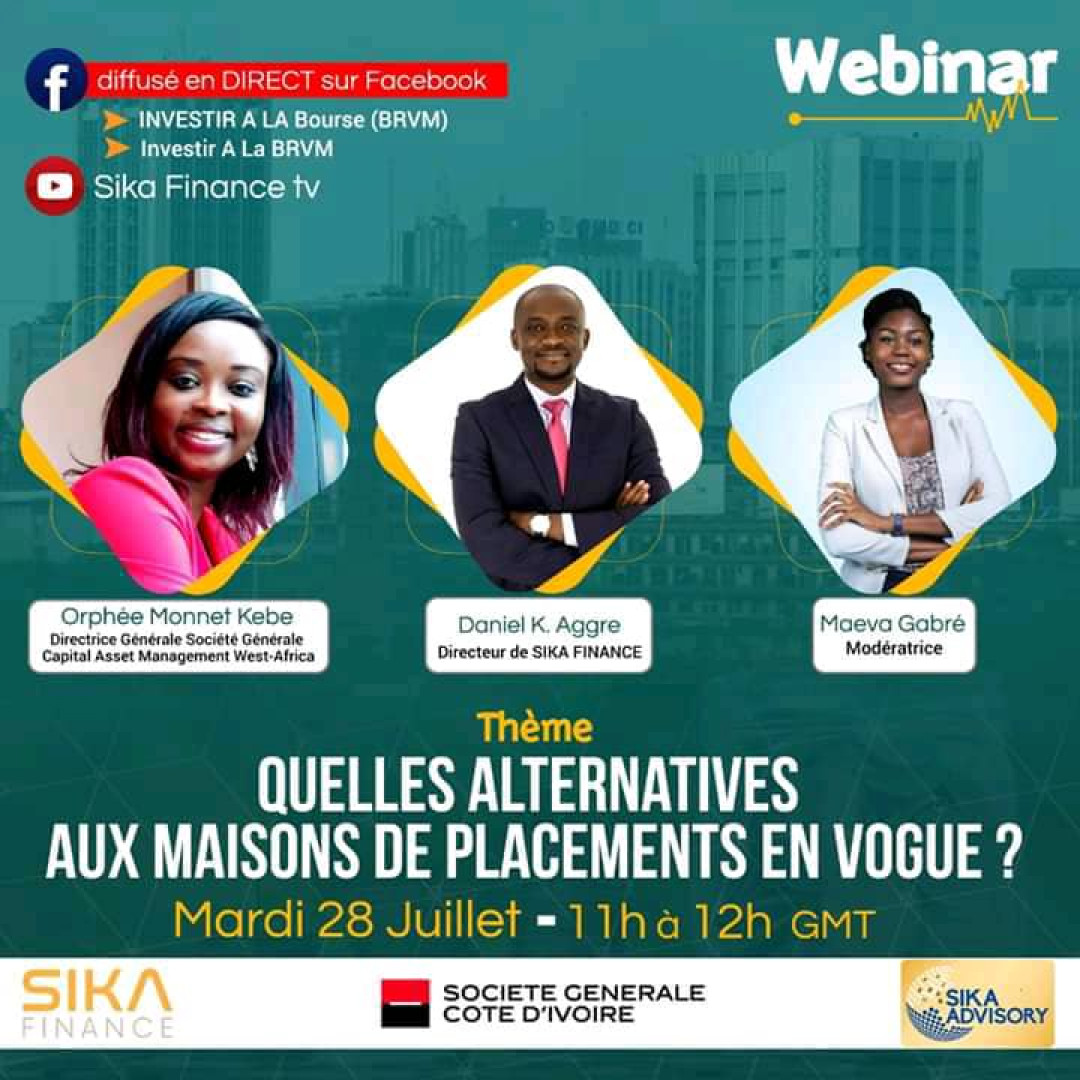 diffusé en DIRECT sur Facebook
INVESTIR A LA Bourse (BRVM)
Investir A La BRVM
Sika Finance tv
Webinar
Orphée Monnet Kebe
Directrice Générale Société Générale
Capital Asset Management West-Africa
Daniel K. Aggre
Directeur de SIKA FINANCE
Maeva Gabré
Modératrice
Thème
QUELLES ALTERNATIVES
AUX MAISONS DE PLACEMENTS EN VOGUE ?
Mardi 28 Juillet - 11h à 12h GMT
SIKA
FINANCE
SOCIETE GENERALE
COTE D'IVOIRE
SIKA
ADVISORY